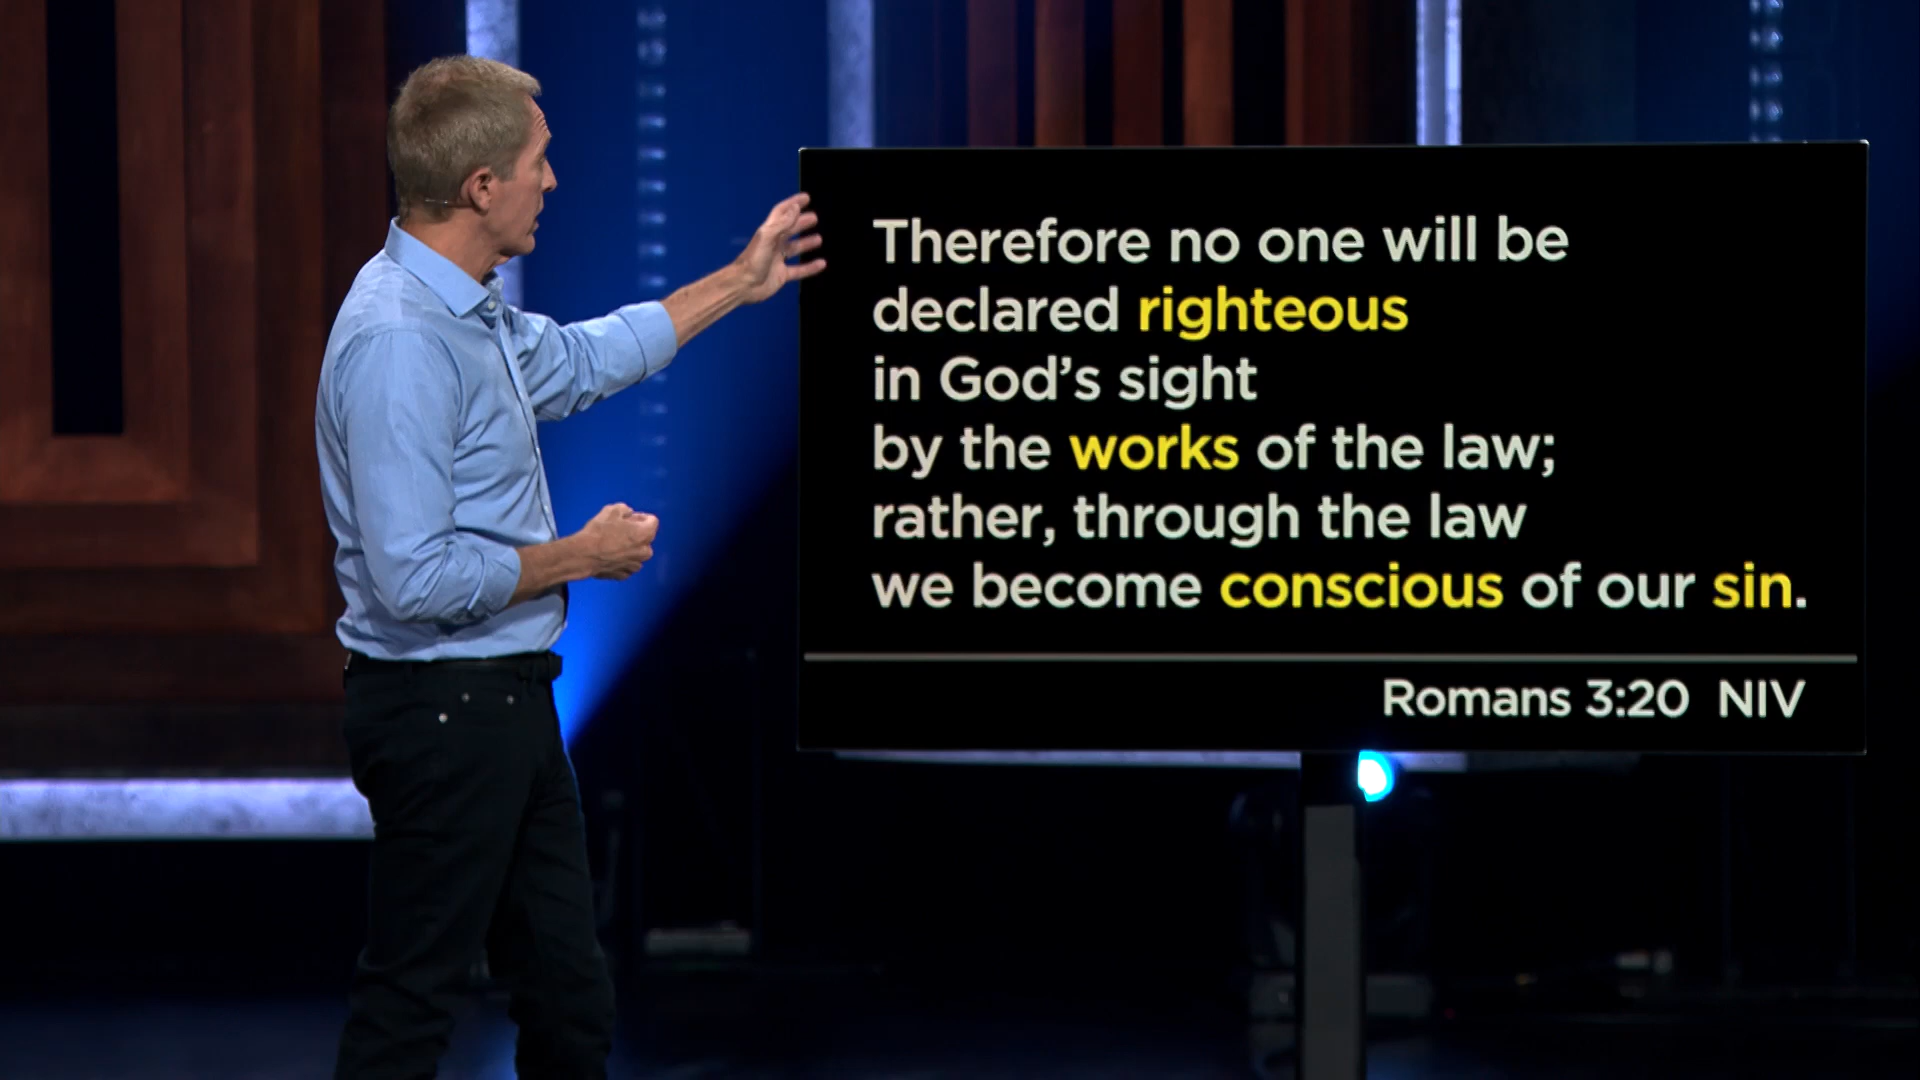 Therefore no one will be
declared righteous
in God’s sight
by the works of the law;
rather, through the law
we become conscious of our sin.
Romans 3:20 NIV